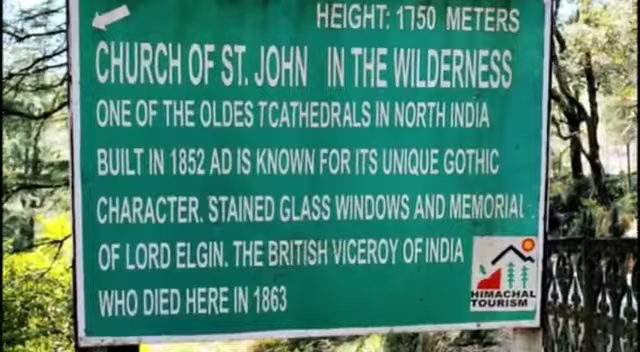 HEIGHT: 1750 METERS
CHURCH OF ST. JOHN IN THE WILDERNESS
ONE OF THE OLDES TCATHEDRALS IN NORTH INDIA
BUILT IN 1852 AD IS KNOWN FOR ITS UNIQUE GOTHIC
CHARACTER. STAINED GLASS WINDOWS AND MEMORIAL
OF LORD ELGIN. THE BRITISH VICEROY OF INDIA
WHO DIED HERE IN 1863
HIMACHAL
TOURISM